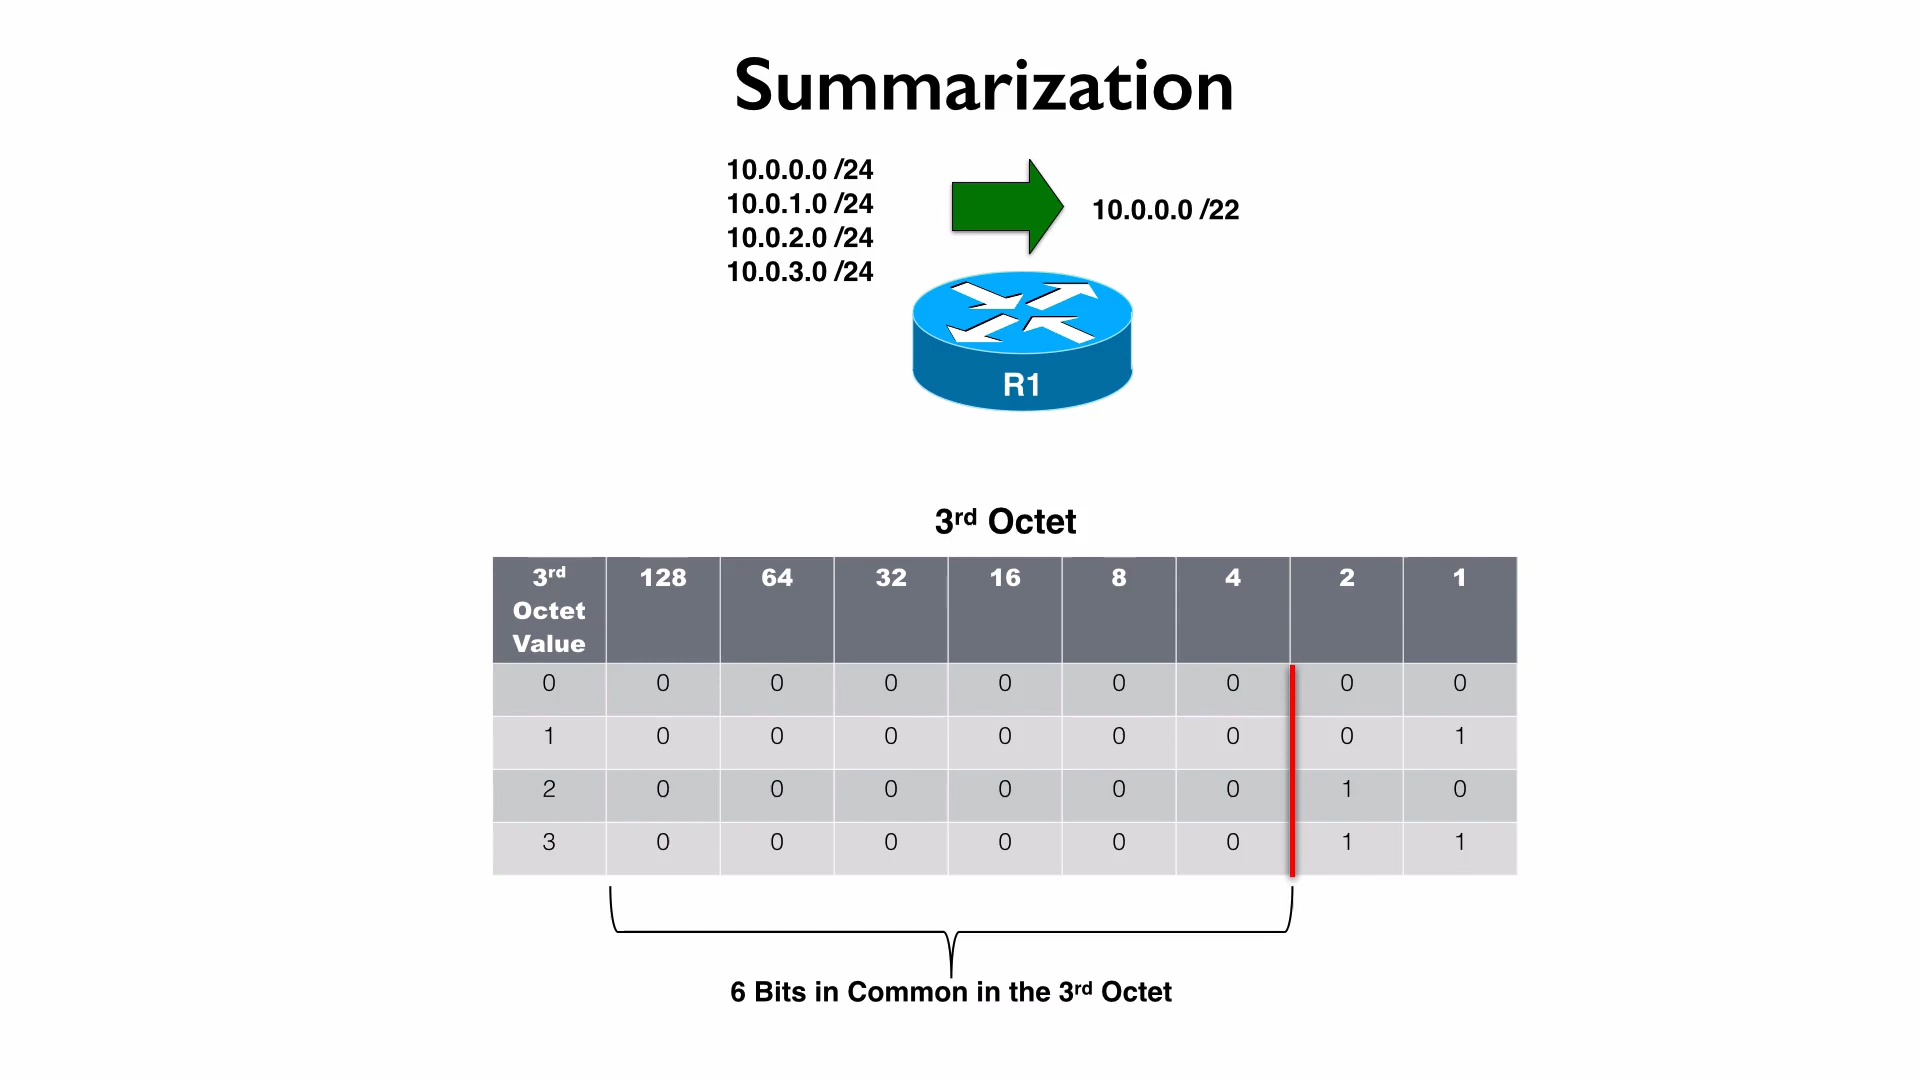 Summarization
10.0.0.0 /24
10.0.1.0 /24
10.0.2.0 /24
10.0.3.0 /24
10.0.0.0 /22
R1
3rd Octet
3rd Octet Value 128 64 32 16 8 4 2 1
0 0 0 0 0 0 0 0 0
1 0 0 0 0 0 0 0 1
2 0 0 0 0 0 0 1 0
3 0 0 0 0 0 0 1 1
6 Bits in Common in the 3rd Octet